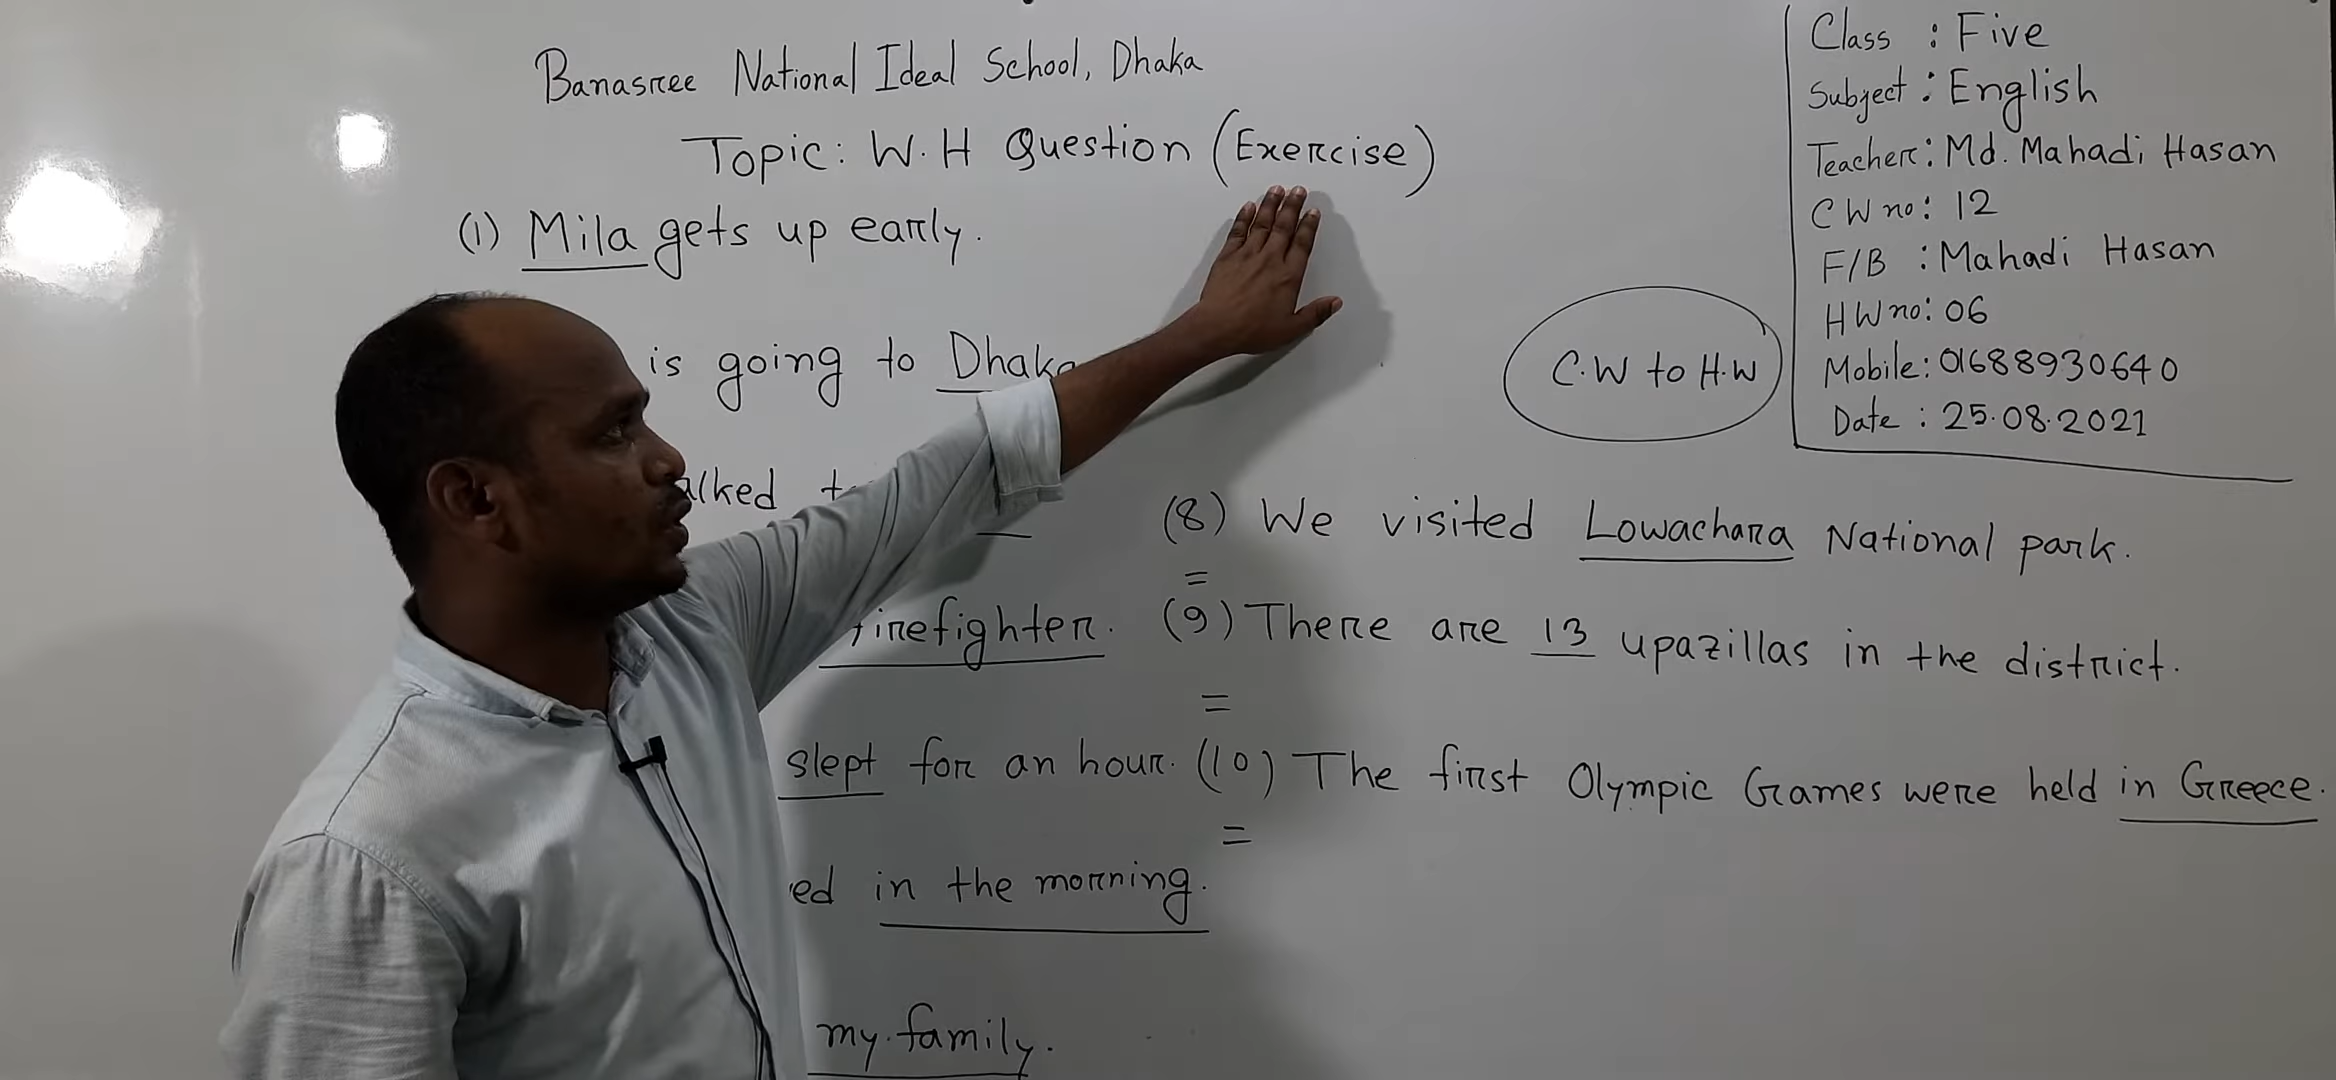 Banasree National Ideal School, Dhaka
Topic: W.H Question (Exercise)
(1) Mila gets up early.
is going to Dhaka
talked
firefighter.
slept for an hour.
in the morning.
my family.
C.W to H.W
Class : Five
Subject : English
Teacher : Md. Mahadi Hasan
CW no: 12
F/B : Mahadi Hasan
HW no: 06
Mobile: 01688930640
Date : 25.08.2021
(8) We visited Lowachara National park.
=
(9) There are 13 upazillas in the district.
=
(10) The first Olympic Games were held in Greece.
=